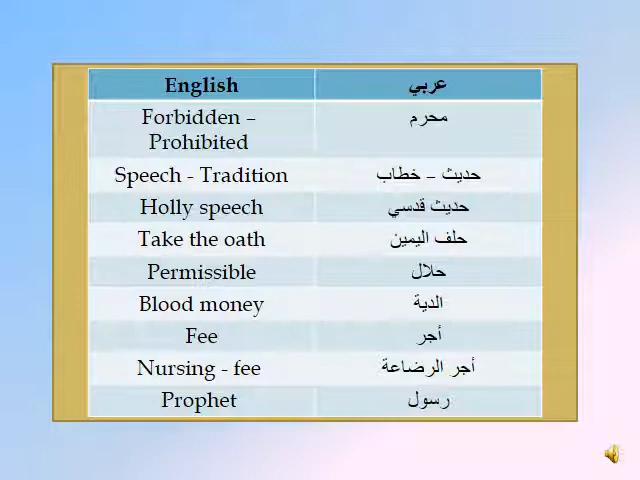 English عربي
Forbidden – محرم
Prohibited
Speech - Tradition حديث – خطاب
Holly speech حديث قدسي
Take the oath حلف اليمين
Permissible حلال
Blood money الدية
Fee أجر
Nursing - fee أجر الرضاعة
Prophet رسول